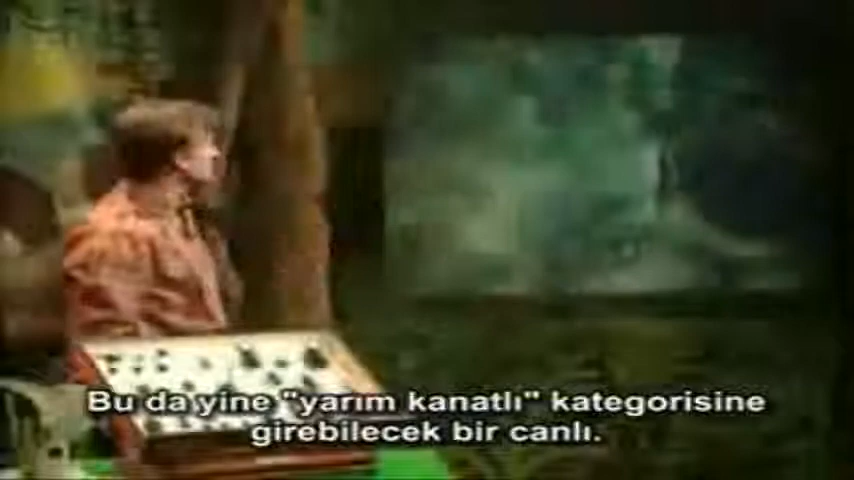 Bu da yine "yarım kanatlı" kategorisine
girebilecek bir canlı.